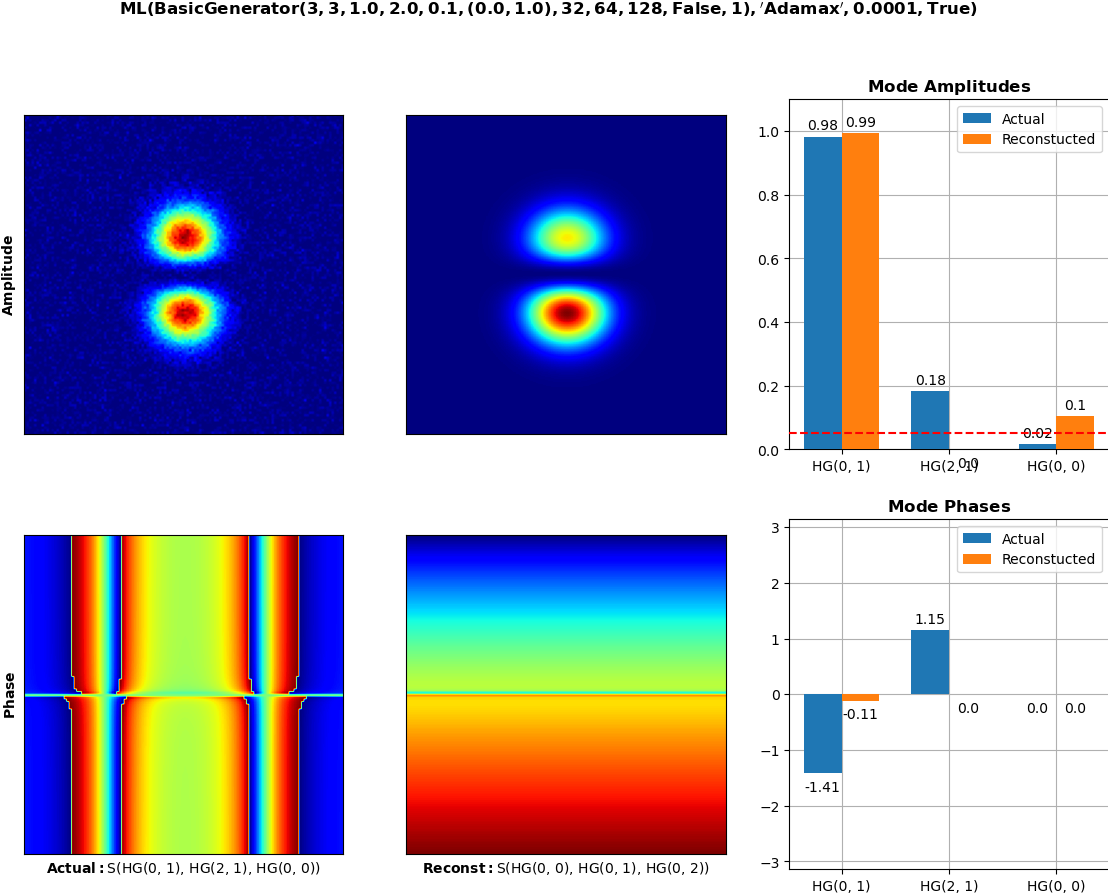 ML(BasicGenerator(3, 3, 1.0, 2.0, 0.1, (0.0, 1.0), 32, 64, 128, False, 1), 'Adamax', 0.0001, True)
Amplitude
Mode Amplitudes
Actual
Reconstucted
1.0
0.8
0.6
0.4
0.2
0.0
0.98
0.99
0.18
0.0
0.02
0.1
HG(0, 1)
HG(2, 1)
HG(0, 0)
Phase
Actual: S(HG(0, 1), HG(2, 1), HG(0, 0))
Reconst: S(HG(0, 0), HG(0, 1), HG(0, 2))
Mode Phases
Actual
Reconstucted
3
2
1
0
−1
−2
−3
-1.41
-0.11
1.15
0.0
0.0
0.0
HG(0, 1)
HG(2, 1)
HG(0, 0)